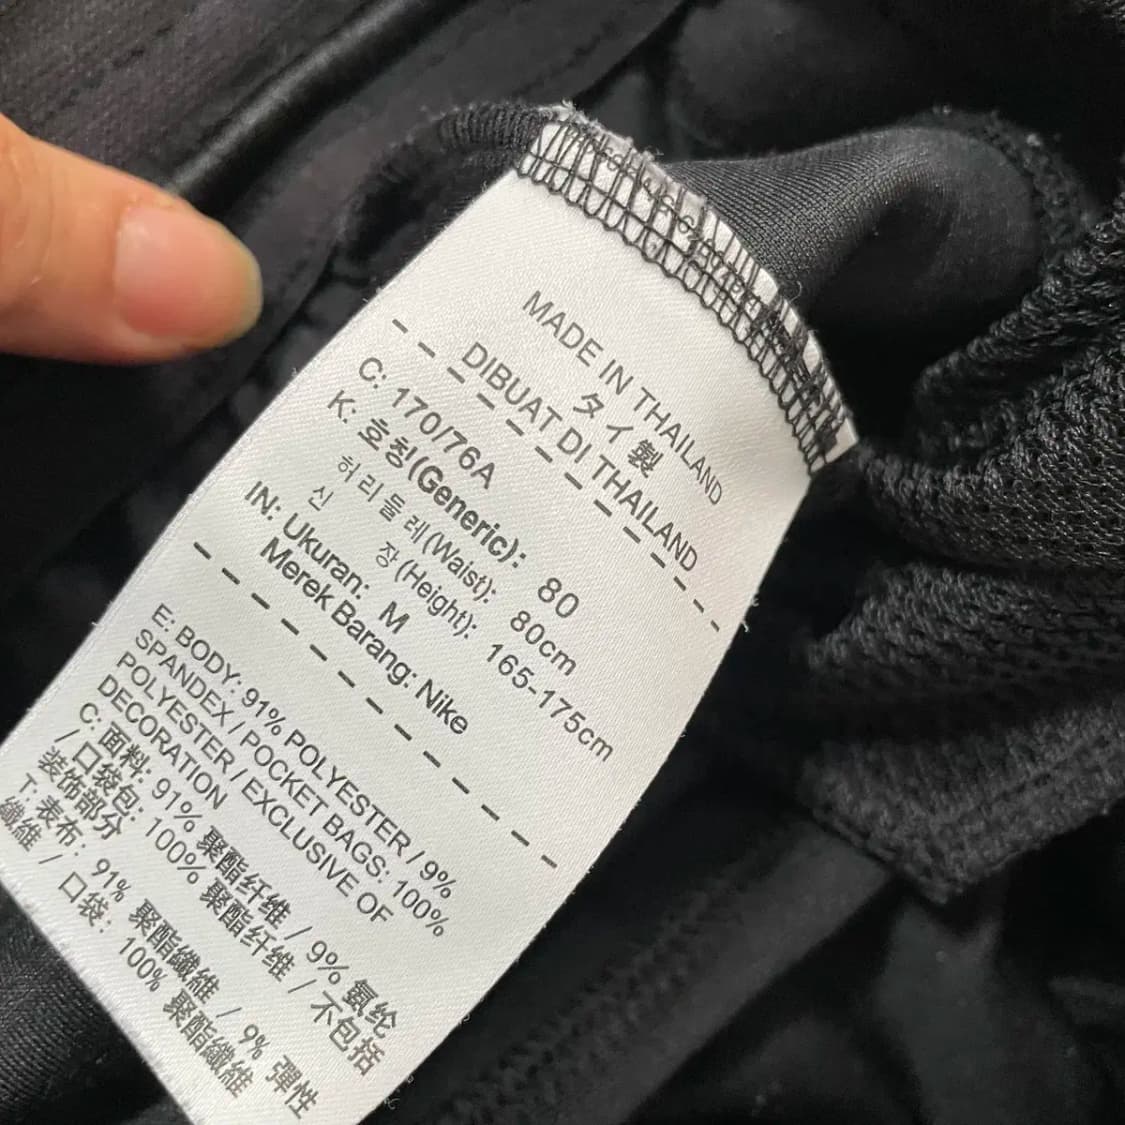 MADE IN THAILAND
タイ製
DIBUAT DI THAILAND
C: 170/76A
K: 호칭(Generic): 80
허리둘레(Waist): 80cm
신 장(Height): 165-175cm
IN: Ukuran: M
Merek Barang: Nike
E: BODY: 91% POLYESTER / 9%
SPANDEX / POCKET BAGS: 100%
POLYESTER / EXCLUSIVE OF
DECORATION
C: 面料: 91% 聚酯纤维 / 9% 氨纶
/ 口袋包: 100% 聚酯纤维 / 不包括
装饰部分
T: 表布: 91% 聚酯纖維 / 9% 彈性
纖維 / 口袋: 100% 聚酯纖維